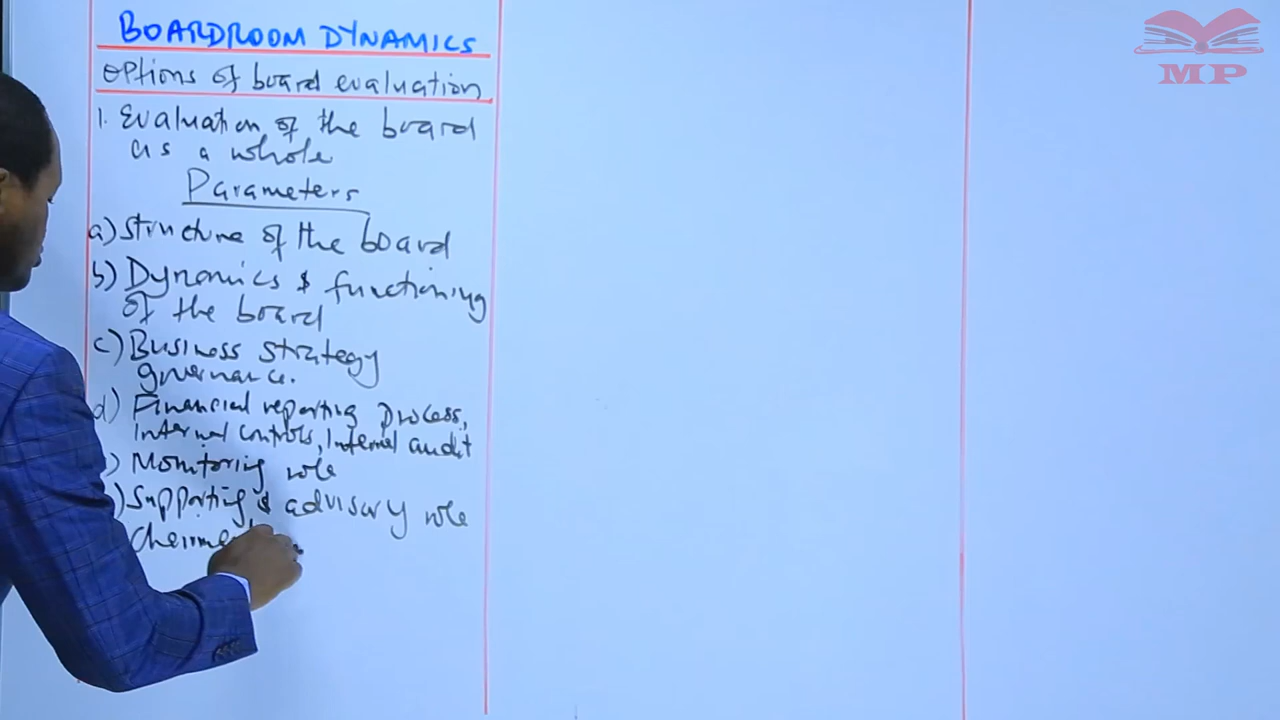 BOARDROOM DYNAMICS
options of board evaluation
1. Evaluation of the board
as a whole
Parameters
a) Structure of the board
b) Dynamics & functioning
of the board
c) Business strategy
governance.
d) Financial reporting process,
internal controls, Internal audit
) Monitoring role
) Supporting & advisory role
MP